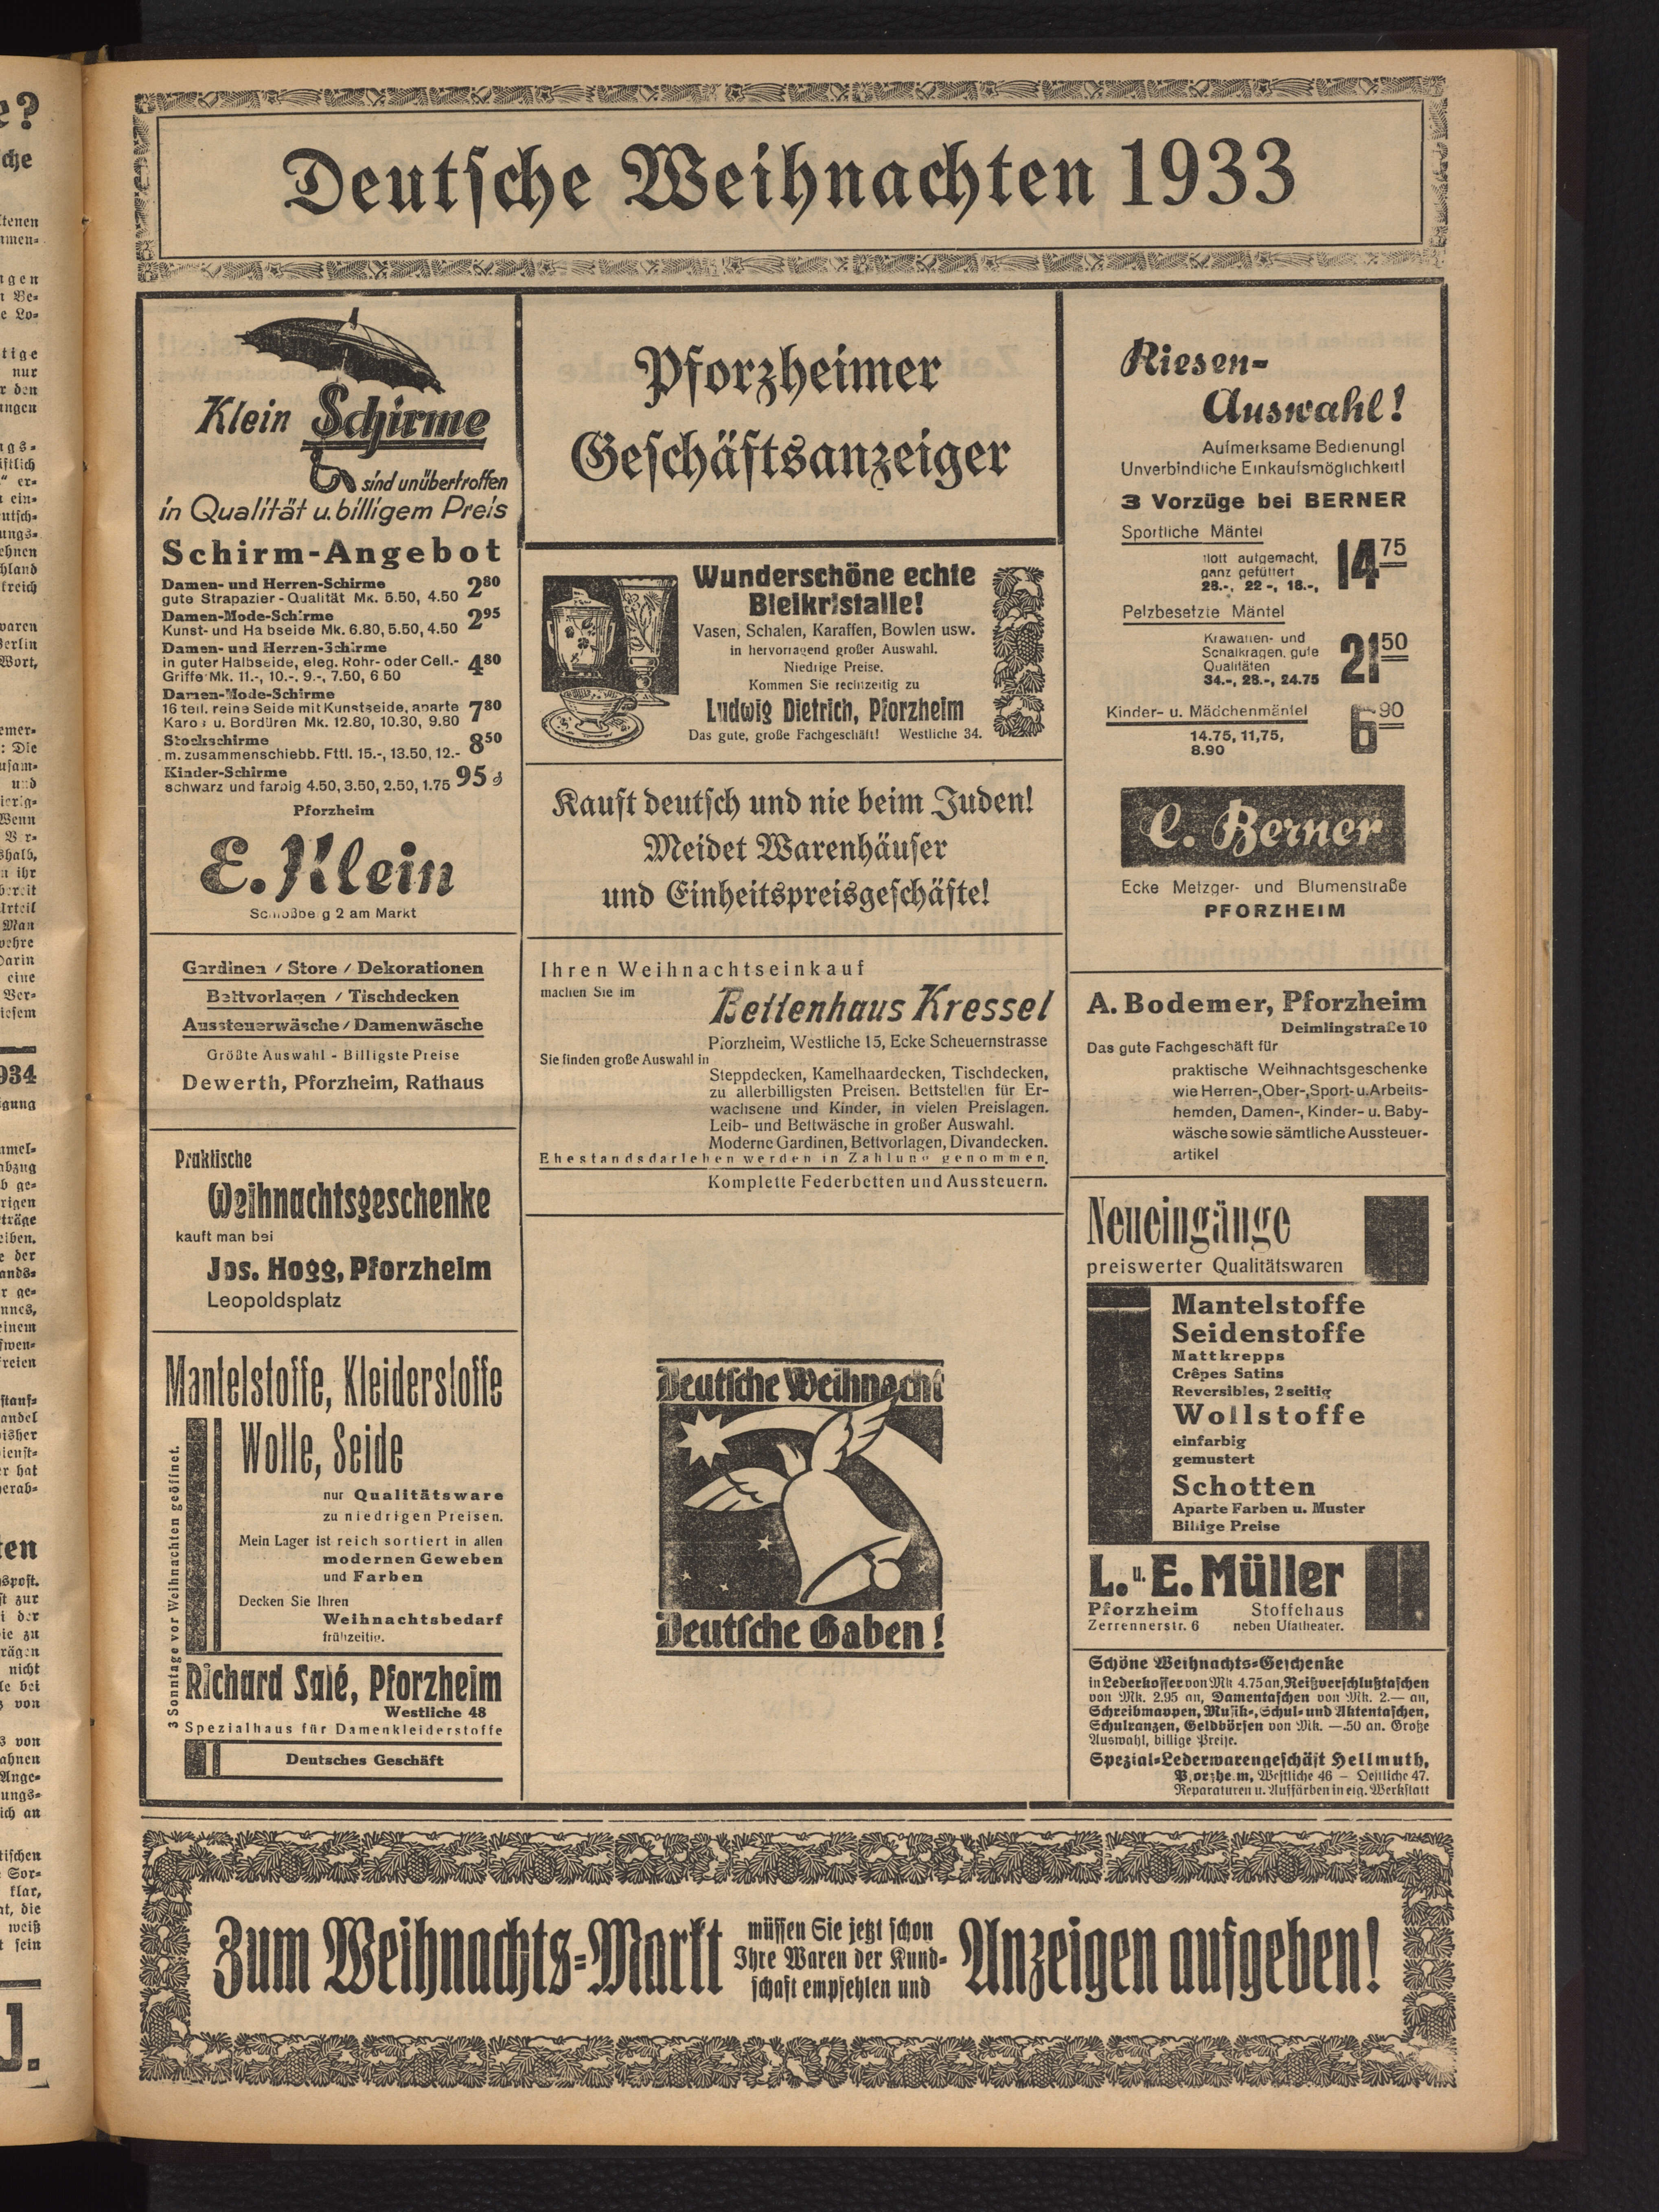 Deutsche Weihnachten 1933
Klein Schirme
sind unübertroffen
in Qualität u. billigem Preis
Schirm-Angebot
Damen- und Herren-Schirme
gute Strapazier-Qualität Mk. 5.50, 4.50 2 80
Damen-Mode-Schirme
Kunst- und Halbseide Mk. 6.80, 5.50, 4.50 2 95
Damen- und Herren-Schirme
in guter Halbseide, eleg. Rohr- oder Cell.-
Griffe Mk. 11.-, 10.-. 9.-, 7.50, 6 50 4 80
Damen-Mode-Schirme
16 teil. reine Seide mit Kunstseide, aparte
Karos u. Bordüren Mk. 12.80, 10.30, 9.80 7 80
Stockschirme
m. zusammenschiebb. Fttl. 15.-, 13.50, 12.- 8 50
Kinder-Schirme
schwarz und farbig 4.50, 3.50, 2.50, 1.75 95 ₰
Pforzheim
E. Klein
Schloßberg 2 am Markt
Gardinen / Store / Dekorationen
Bettvorlagen / Tischdecken
Aussteuerwäsche / Damenwäsche
Größte Auswahl - Billigste Preise
Dewerth, Pforzheim, Rathaus
Praktische
Weihnachtsgeschenke
kauft man bei
Jos. Hogg, Pforzheim
Leopoldsplatz
Mantelstoffe, Kleiderstoffe
Wolle, Seide
nur Qualitätsware
zu niedrigen Preisen.
Mein Lager ist reich sortiert in allen
modernen Geweben
und Farben
Decken Sie Ihren
Weihnachtsbedarf
frühzeitig.
3 Sonntage vor Weihnachten geöffnet.
Richard Salé, Pforzheim
Westliche 48
Spezialhaus für Damenkleiderstoffe
Deutsches Geschäft
Pforzheimer
Geschäftsanzeiger
Wunderschöne echte
Bleikristalle!
Vasen, Schalen, Karaffen, Bowlen usw.
in hervorragend großer Auswahl.
Niedrige Preise.
Kommen Sie rechtzeitig zu
Ludwig Dietrich, Pforzheim
Das gute, große Fachgeschäft! Westliche 34.
Kauft deutsch und nie beim Juden!
Meidet Warenhäuser
und Einheitspreisgeschäfte!
Ihren Weihnachtseinkauf
machen Sie im
Bettenhaus Kressel
Pforzheim, Westliche 15, Ecke Scheuernstrasse
Sie finden große Auswahl in
Steppdecken, Kamelhaardecken, Tischdecken,
zu allerbilligsten Preisen. Bettstellen für Er-
wachsene und Kinder, in vielen Preislagen.
Leib- und Bettwäsche in großer Auswahl.
Moderne Gardinen, Bettvorlagen, Divandecken.
Ehestandsdarlehen werden in Zahlung genommen.
Komplette Federbetten und Aussteuern.
Deutsche Weihnacht
Deutsche Gaben!
Riesen-
Auswahl!
Aufmerksame Bedienung!
Unverbindliche Einkaufsmöglichkeit!
3 Vorzüge bei BERNER
Sportliche Mäntel
flott aufgemacht,
ganz gefüttert
28.-, 22 -, 18.-, 14 75
Pelzbesetzte Mäntel
Krawatten- und
Schalkragen, gute
Qualitäten
34.-, 28.-, 24.75 21 50
Kinder- u. Mädchenmäntel 6 90
14.75, 11,75,
8.90
C. Berner
Ecke Metzger- und Blumenstraße
PFORZHEIM
A. Bodemer, Pforzheim
Deimlingstraße 10
Das gute Fachgeschäft für
praktische Weihnachtsgeschenke
wie Herren-,Ober-,Sport- u.Arbeits-
hemden, Damen-, Kinder- u. Baby-
wäsche sowie sämtliche Aussteuer-
artikel
Neueingänge
preiswerter Qualitätswaren
Mantelstoffe
Seidenstoffe
Mattkrepps
Crêpes Satins
Reversibles, 2 seitig
Wollstoffe
einfarbig
gemustert
Schotten
Aparte Farben u. Muster
Billige Preise
L. u. E. Müller
Pforzheim Stoffehaus
Zerrennerstr. 6 neben Ufatheater.
Schöne Weihnachts-Geschenke
in Lederkoffer von Mk 4.75 an, Reißverschlußtaschen
von Mk. 2.95 an, Damentaschen von Mk. 2.— an,
Schreibmappen, Musik-, Schul- und Aktentaschen,
Schulranzen, Geldbörsen von Mk. —.50 an. Große
Auswahl, billige Preise.
Spezial-Lederwarengeschäft Hellmuth,
Pforzheim, Westliche 46 — Oestliche 47.
Reparaturen u. Auffärben in eig. Werkstatt
Zum Weihnachts-Markt
müssen Sie jetzt schon
Ihre Waren der Kund-
schaft empfehlen und
Anzeigen aufgeben!